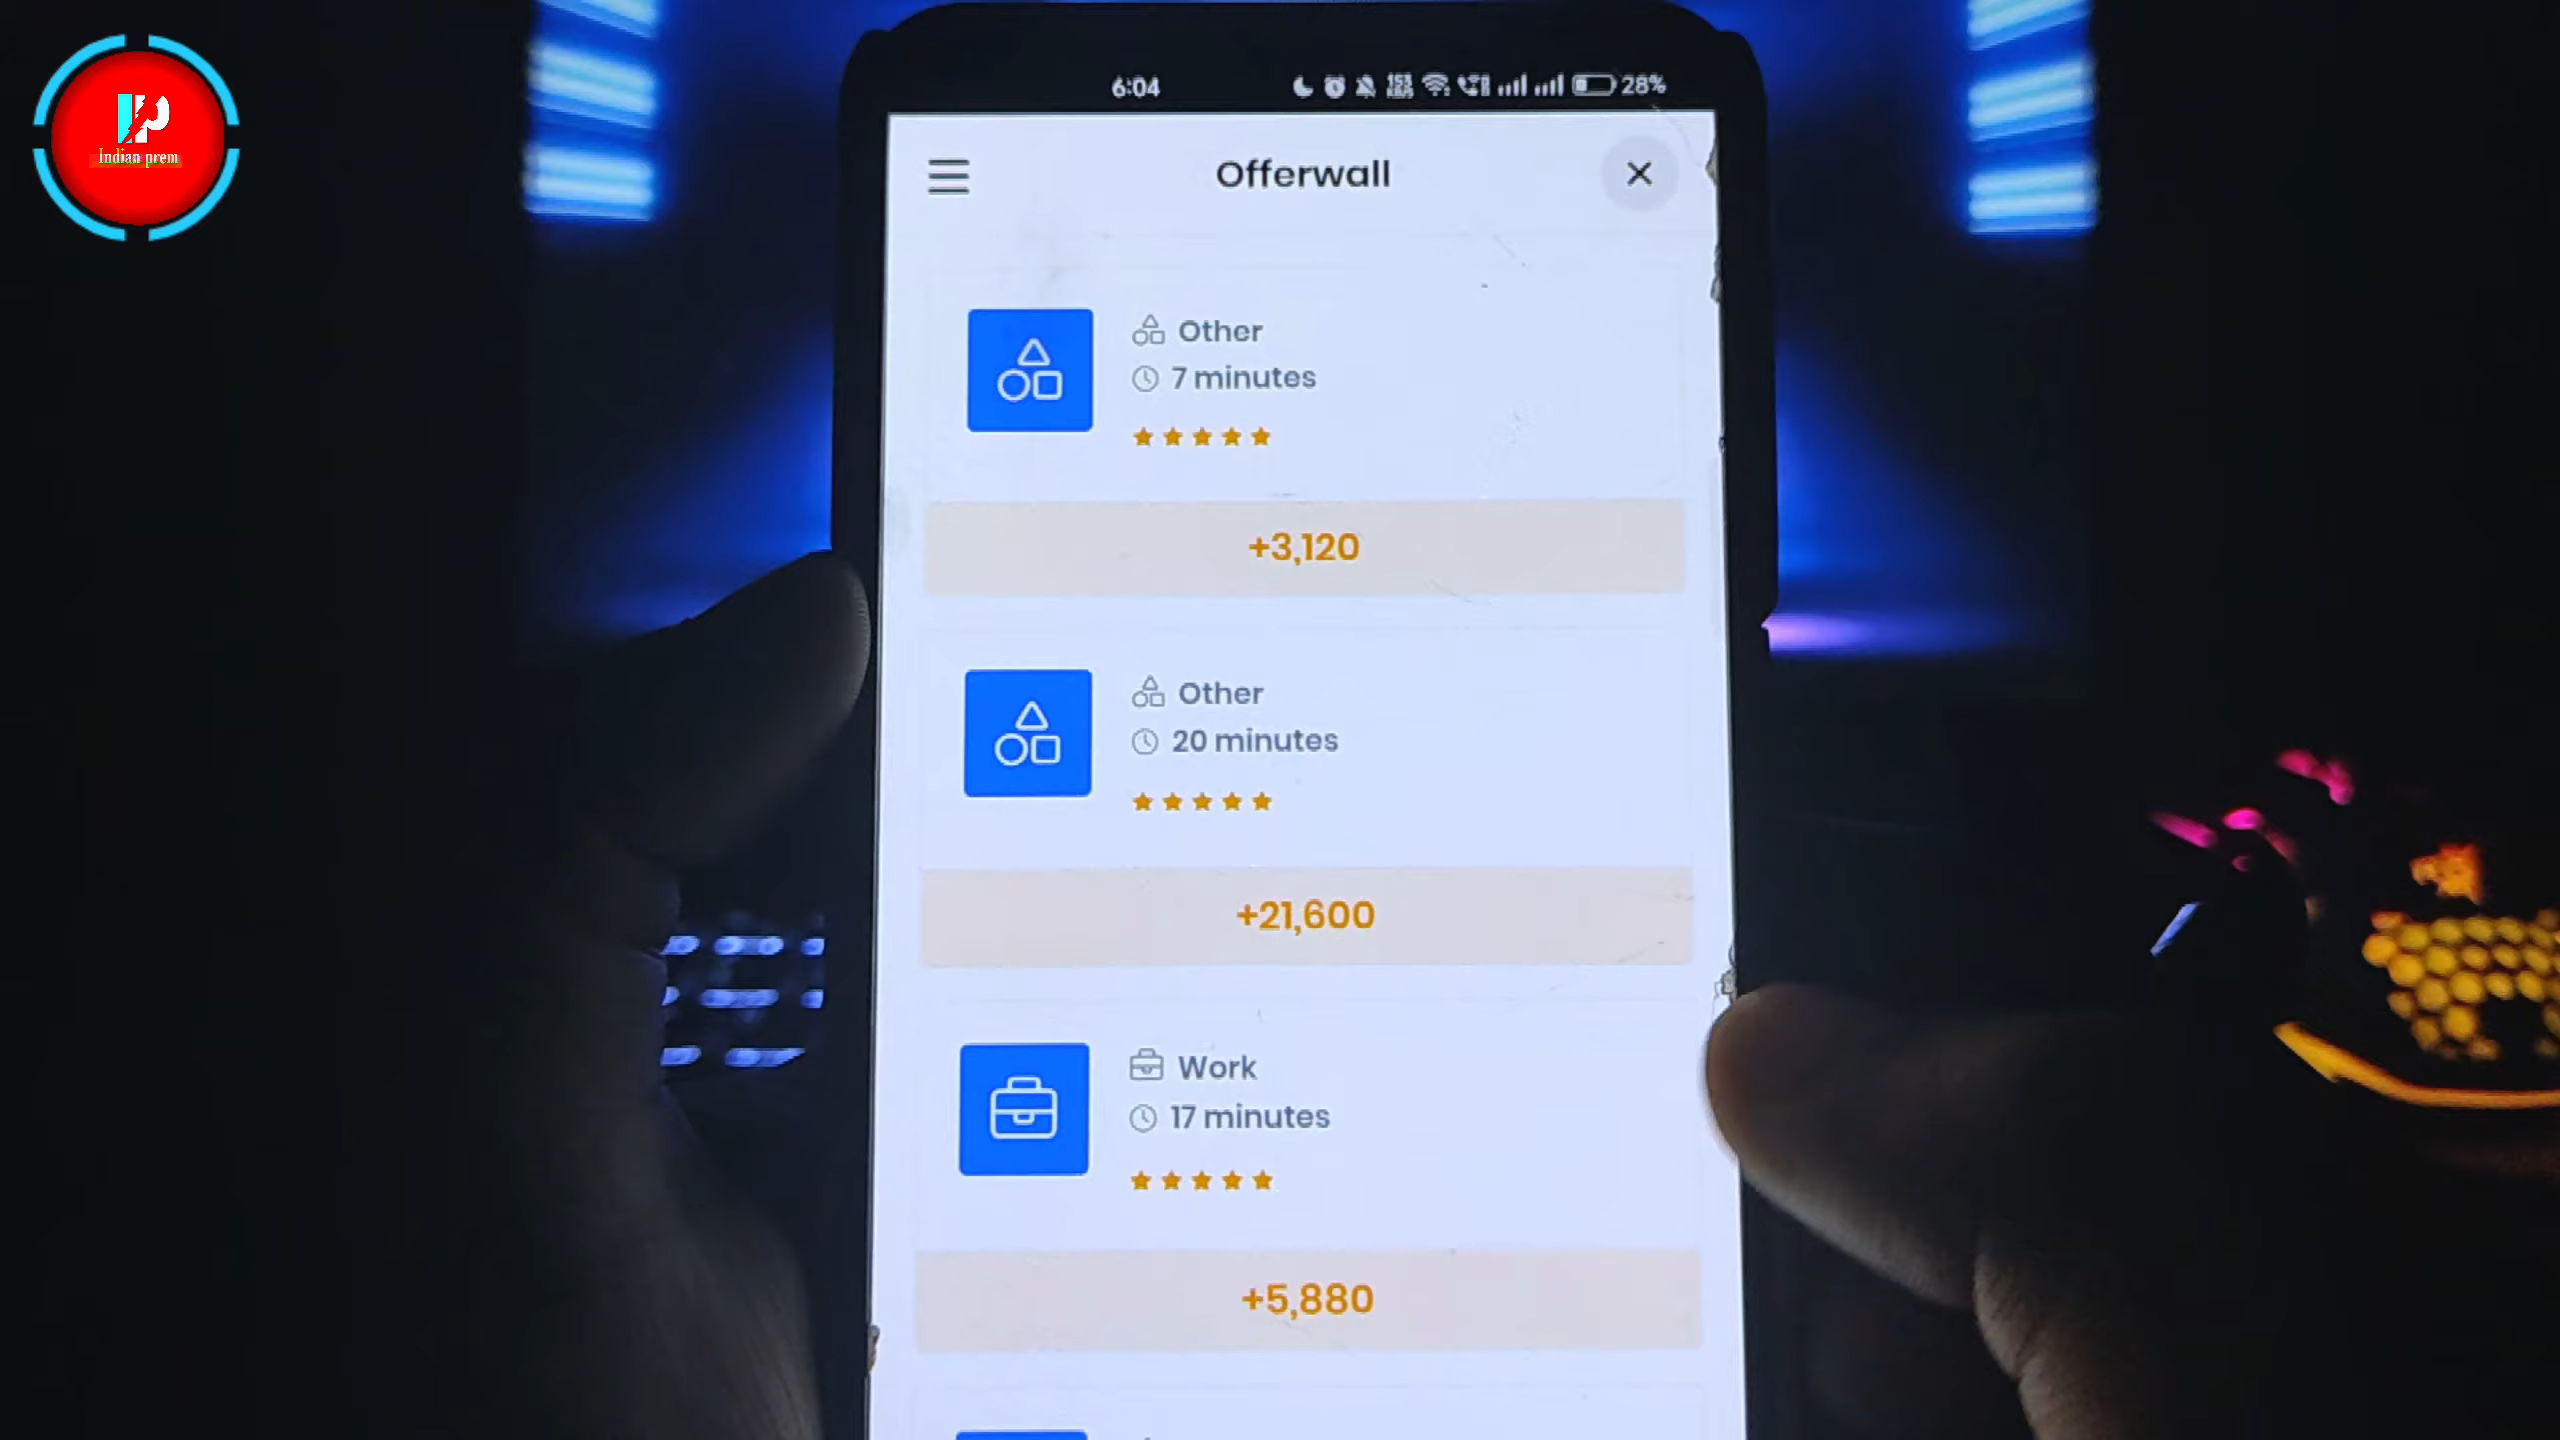 Indian prem
6:04
28%
Offerwall
Other
7 minutes
+3,120
Other
20 minutes
+21,600
Work
17 minutes
+5,880